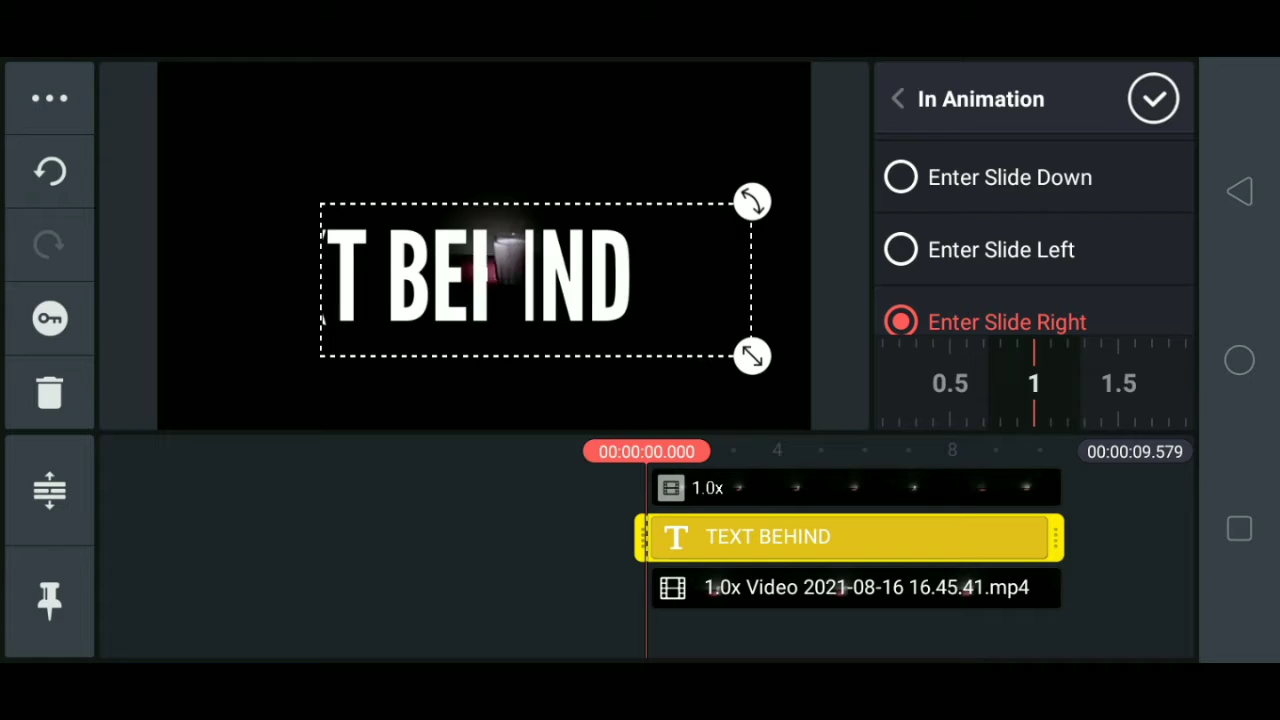 In Animation
Enter Slide Down
Enter Slide Left
Enter Slide Right
0.5 1 1.5
T BEHIND
00:00:00.000 4 8 00:00:09.579
1.0x
T TEXT BEHIND
1.0x Video 2021-08-16 16.45.41.mp4